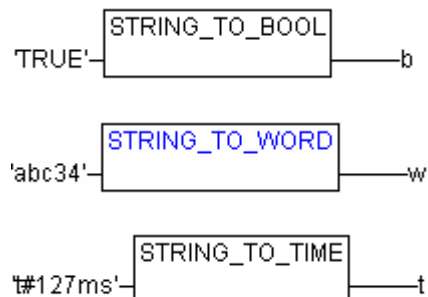 STRING_TO_BOOL
'TRUE' b
STRING_TO_WORD
'abc34' w
STRING_TO_TIME
't#127ms' t